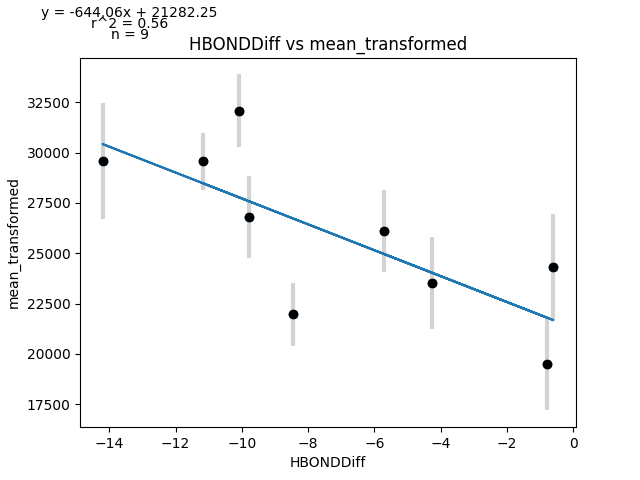 y = -644.06x + 21282.25
r^2 = 0.56
n = 9
HBONDDiff vs mean_transformed
mean_transformed
32500
30000
27500
25000
22500
20000
17500
−14
−12
−10
−8
−6
−4
−2
0
HBONDDiff